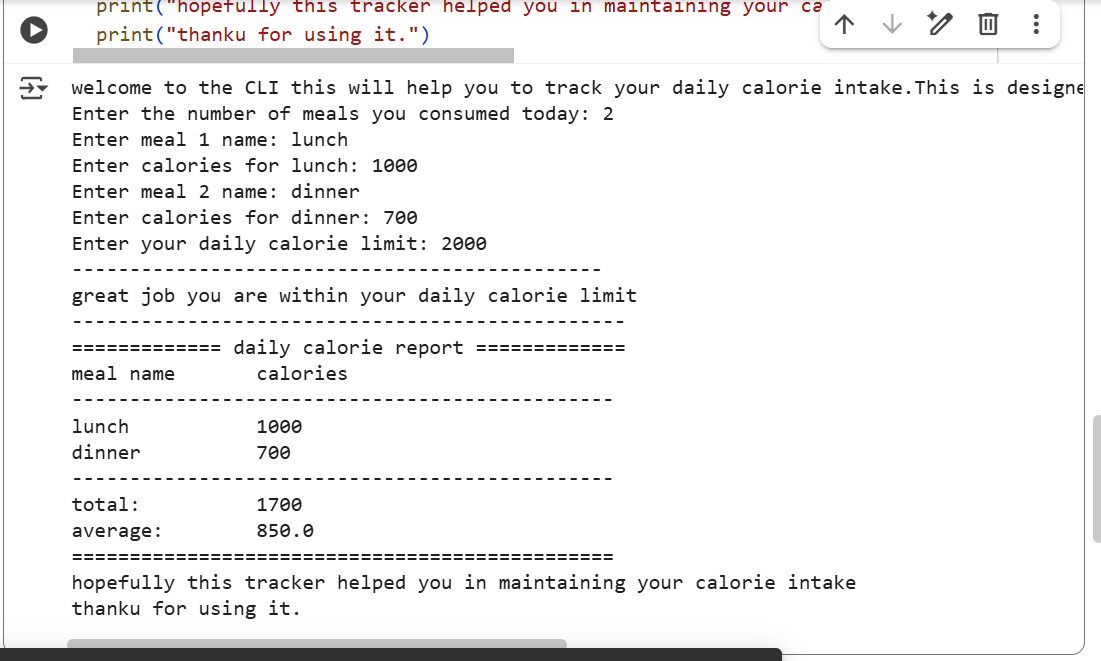 print("hopefully this tracker helped you in maintaining your ca
print("thanku for using it.")
welcome to the CLI this will help you to track your daily calorie intake.This is designe
Enter the number of meals you consumed today: 2
Enter meal 1 name: lunch
Enter calories for lunch: 1000
Enter meal 2 name: dinner
Enter calories for dinner: 700
Enter your daily calorie limit: 2000
----------------------------------------------
great job you are within your daily calorie limit
------------------------------------------------
============= daily calorie report =============
meal name       calories
-----------------------------------------------
lunch           1000
dinner          700
-----------------------------------------------
total:          1700
average:        850.0
===============================================
hopefully this tracker helped you in maintaining your calorie intake
thanku for using it.